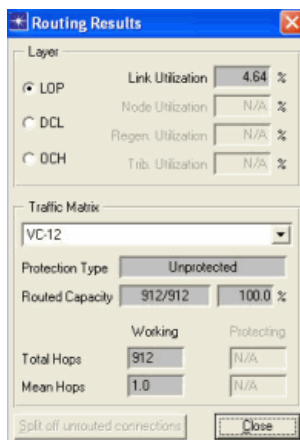 Routing Results
Layer
LOP
Link Utilization 4.64 %
Node Utilization N/A %
DCL
Regen. Utilization N/A %
OCH
Trib. Utilization N/A %
Traffic Matrix
VC-12
Protection Type Unprotected
Routed Capacity 912/912 100.0 %
Working Protecting
Total Hops 912 N/A
Mean Hops 1.0 N/A
Split off unrouted connections Close